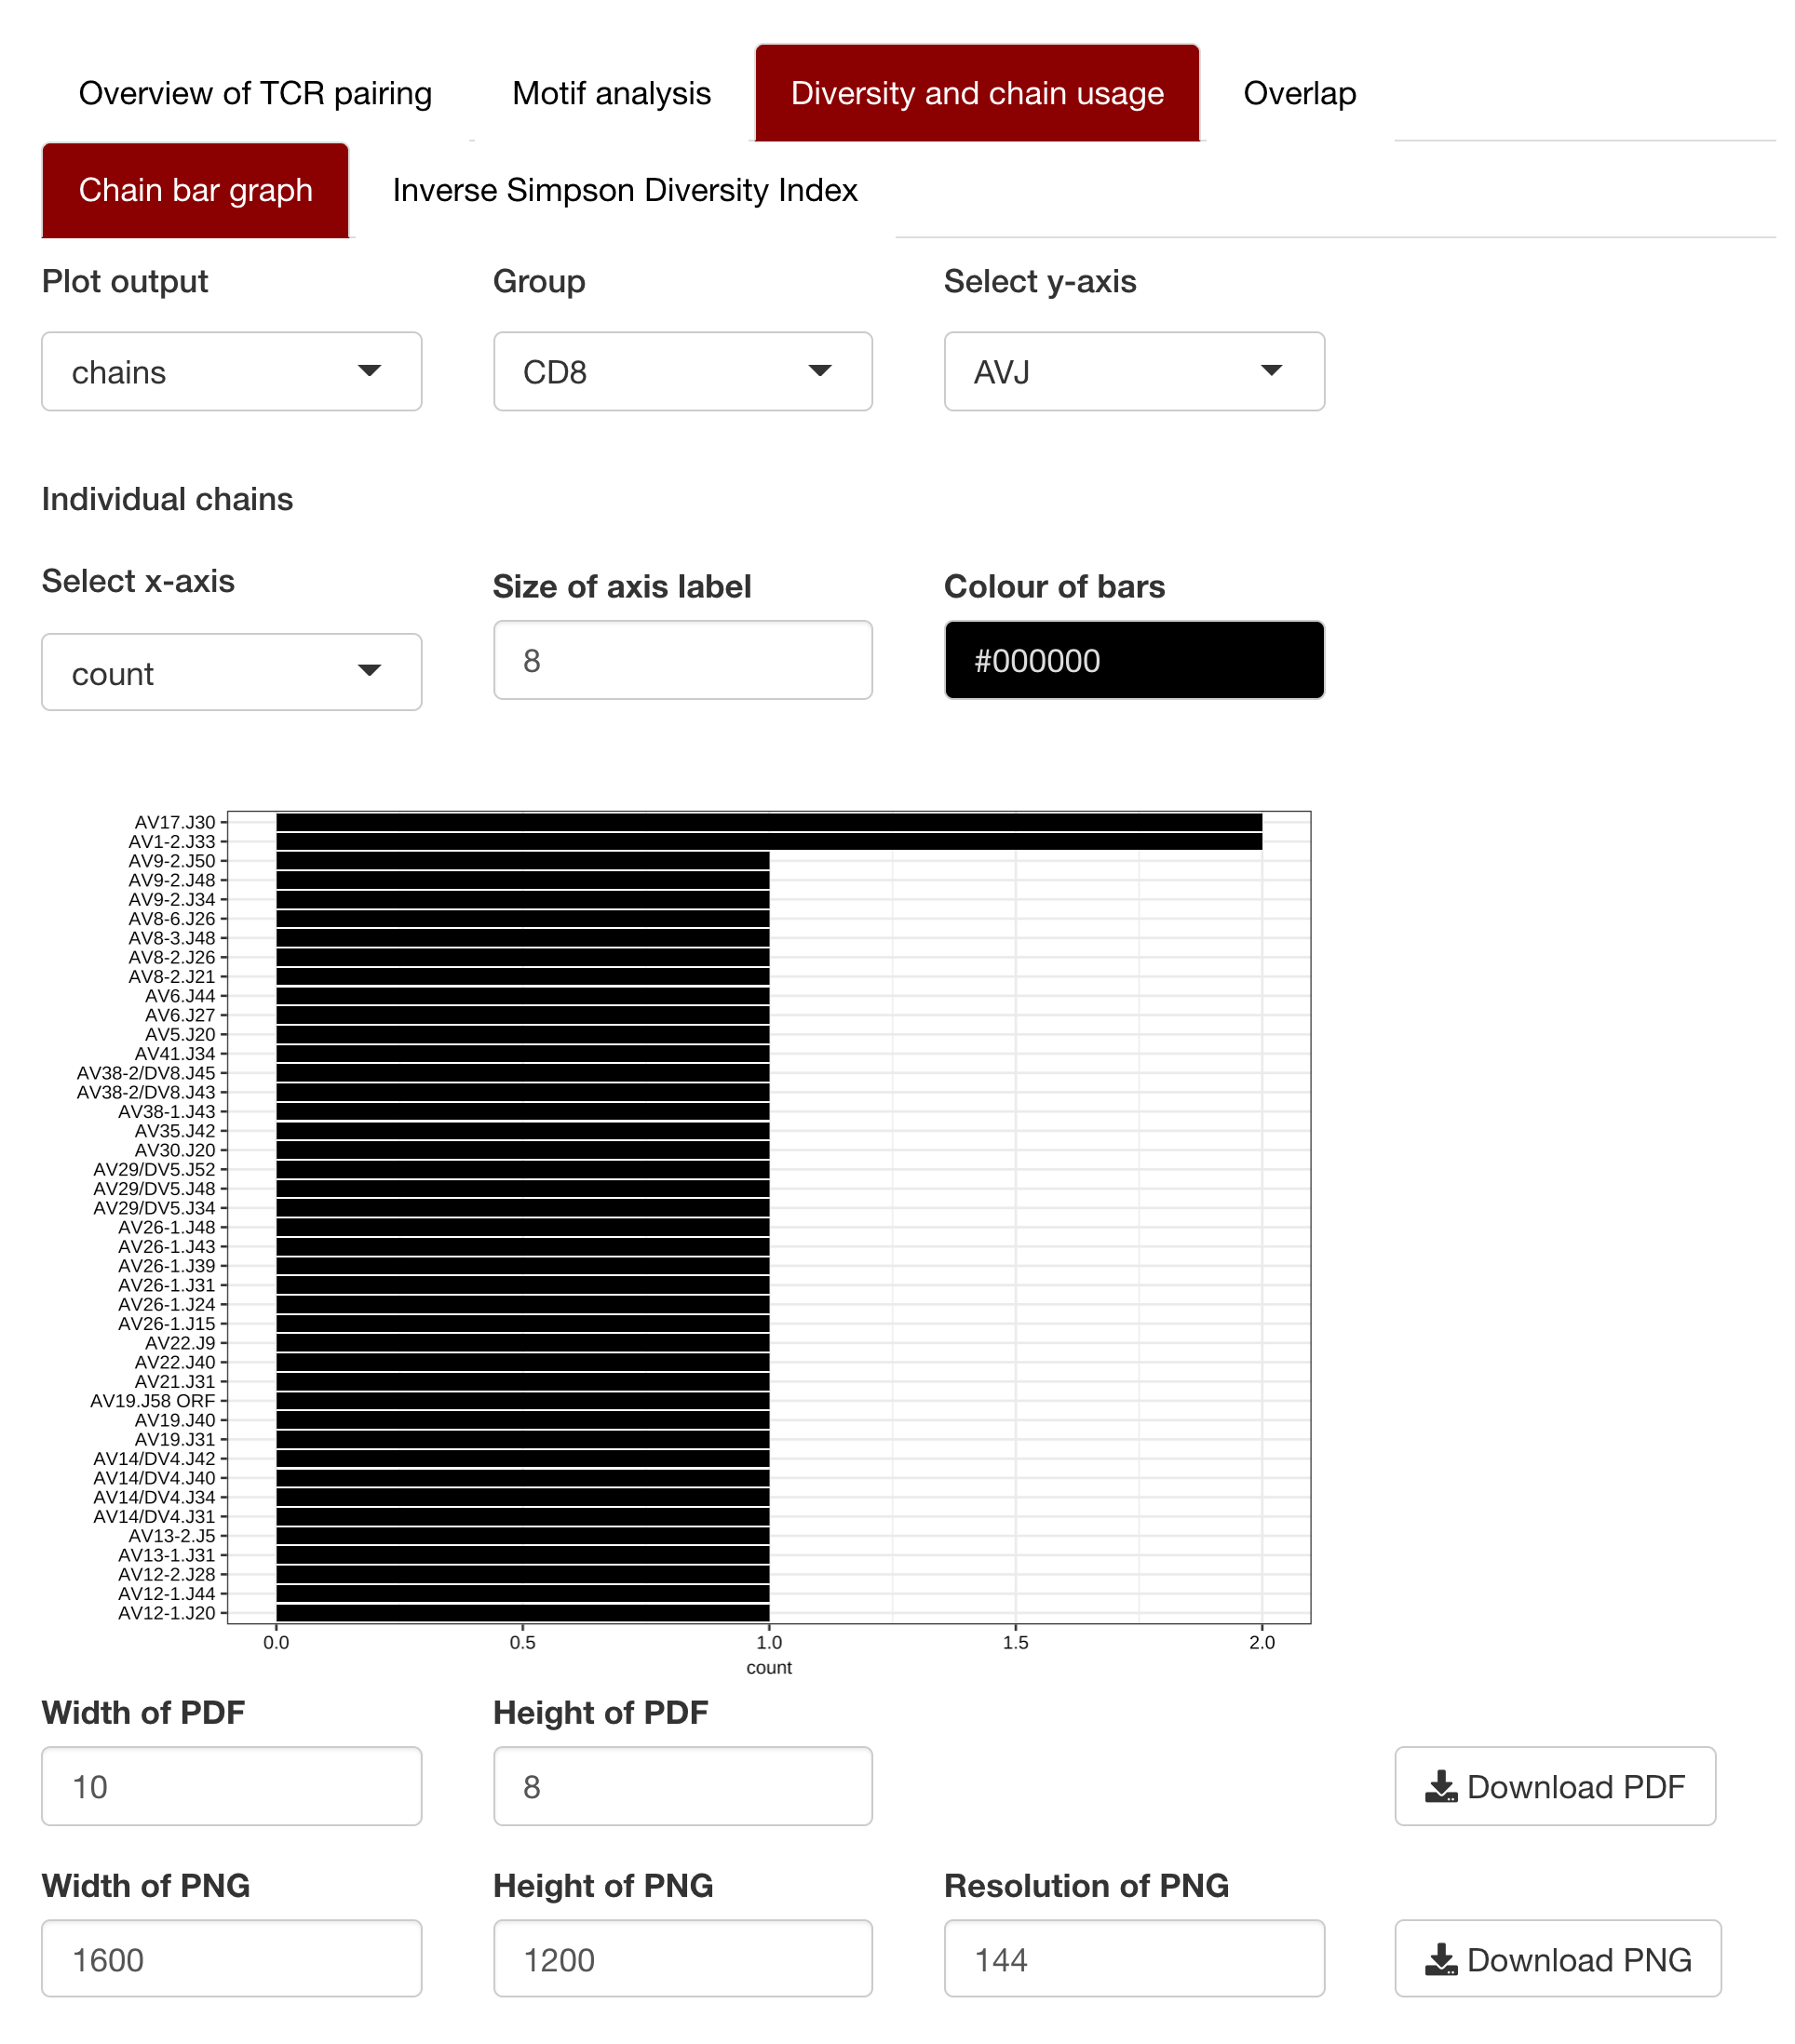 Overview of TCR pairing Motif analysis Diversity and chain usage Overlap
Chain bar graph Inverse Simpson Diversity Index
Plot output Group Select y-axis
chains CD8 AVJ
Individual chains
Select x-axis Size of axis label Colour of bars
count 8 #000000
AV17.J30
AV1-2.J33
AV9-2.J50
AV9-2.J48
AV9-2.J34
AV8-6.J26
AV8-3.J48
AV8-2.J26
AV8-2.J21
AV6.J44
AV6.J27
AV5.J20
AV41.J34
AV38-2/DV8.J45
AV38-2/DV8.J43
AV38-1.J43
AV35.J42
AV30.J20
AV29/DV5.J52
AV29/DV5.J48
AV29/DV5.J34
AV26-1.J48
AV26-1.J43
AV26-1.J39
AV26-1.J31
AV26-1.J24
AV26-1.J15
AV22.J9
AV22.J40
AV21.J31
AV19.J58 ORF
AV19.J40
AV19.J31
AV14/DV4.J42
AV14/DV4.J40
AV14/DV4.J34
AV14/DV4.J31
AV13-2.J5
AV13-1.J31
AV12-2.J28
AV12-1.J44
AV12-1.J20
0.0 0.5 1.0 1.5 2.0
count
Width of PDF Height of PDF
10 8 Download PDF
Width of PNG Height of PNG Resolution of PNG
1600 1200 144 Download PNG